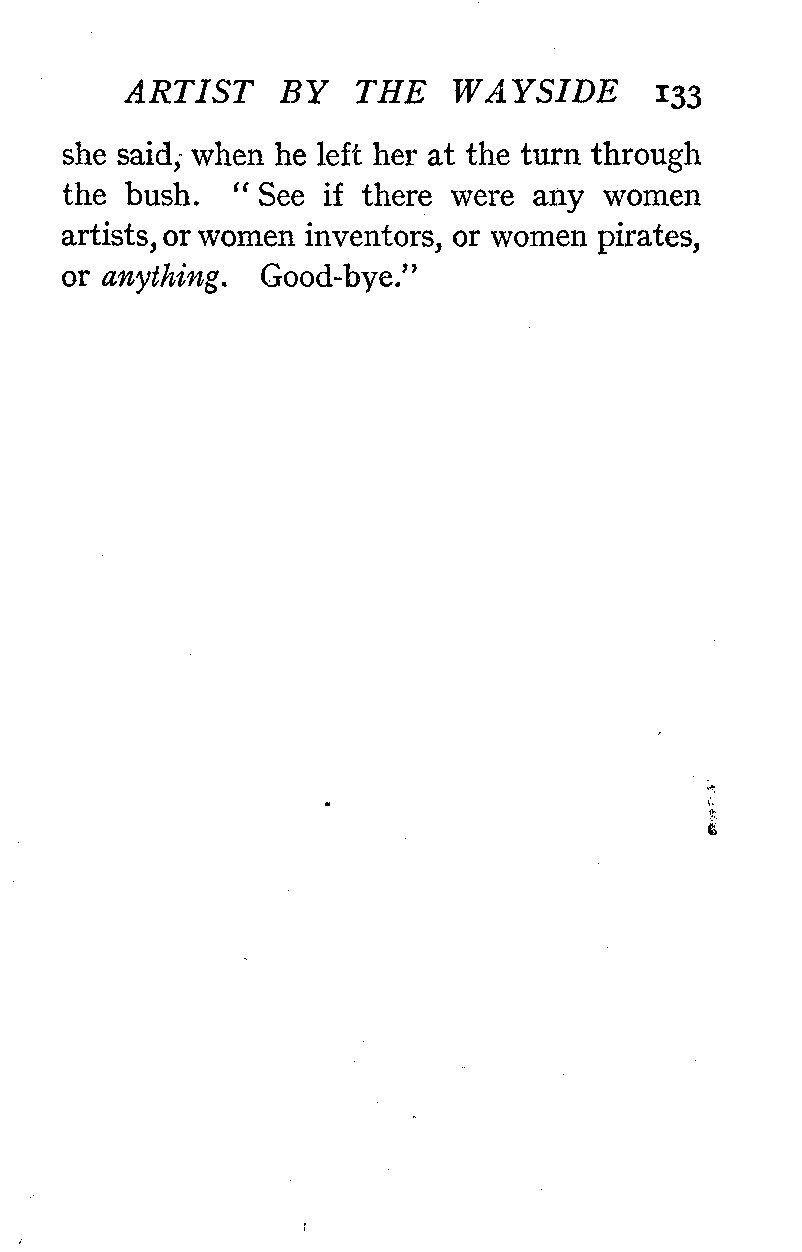 ARTIST BY THE WAYSIDE 133
she said, when he left her at the turn through
the bush. “ See if there were any women
artists, or women inventors, or women pirates,
or anything. Good-bye.”